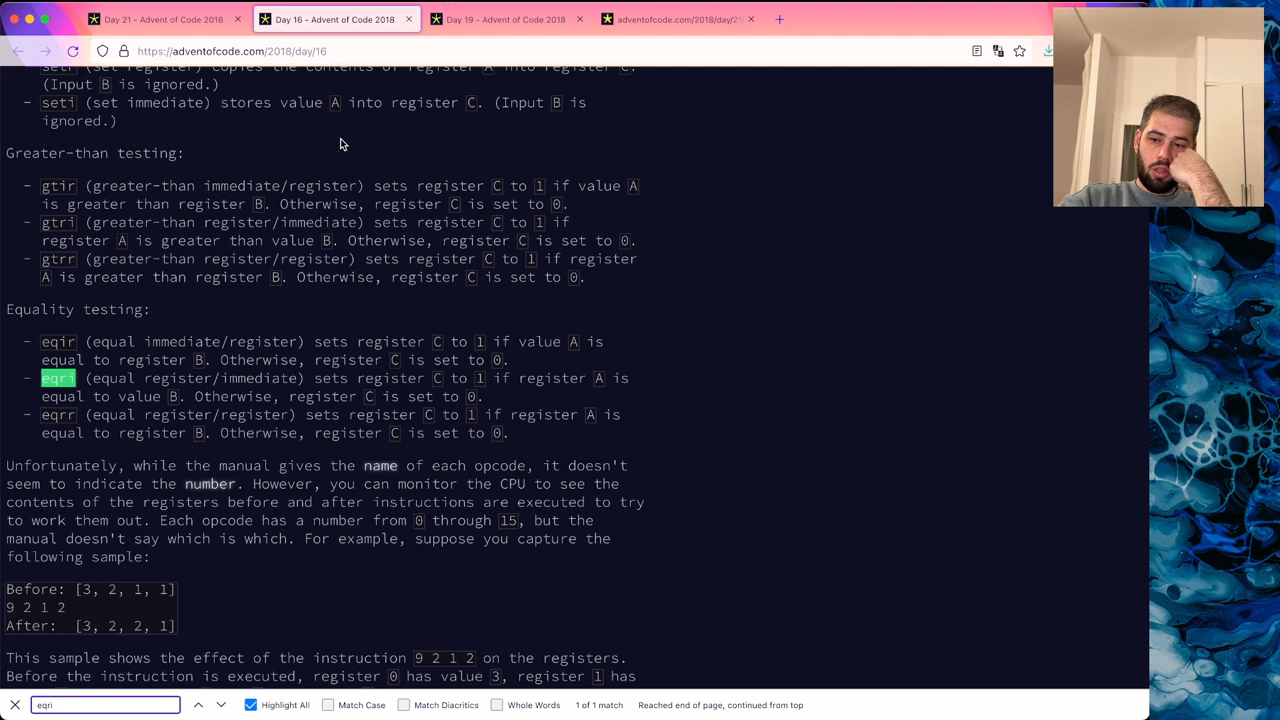 Day 21 - Advent of Code 2018
Day 16 - Advent of Code 2018
Day 19 - Advent of Code 2018
adventofcode.com/2018/day/21
https://adventofcode.com/2018/day/16
setr (set register) copies the contents of register A into register C.
(Input B is ignored.)
- seti (set immediate) stores value A into register C. (Input B is
ignored.)
Greater-than testing:
- gtir (greater-than immediate/register) sets register C to 1 if value A
is greater than register B. Otherwise, register C is set to 0.
- gtri (greater-than register/immediate) sets register C to 1 if
register A is greater than value B. Otherwise, register C is set to 0.
- gtrr (greater-than register/register) sets register C to 1 if register
A is greater than register B. Otherwise, register C is set to 0.
Equality testing:
- eqir (equal immediate/register) sets register C to 1 if value A is
equal to register B. Otherwise, register C is set to 0.
- eqri (equal register/immediate) sets register C to 1 if register A is
equal to value B. Otherwise, register C is set to 0.
- eqrr (equal register/register) sets register C to 1 if register A is
equal to register B. Otherwise, register C is set to 0.
Unfortunately, while the manual gives the name of each opcode, it doesn't
seem to indicate the number. However, you can monitor the CPU to see the
contents of the registers before and after instructions are executed to try
to work them out. Each opcode has a number from 0 through 15, but the
manual doesn't say which is which. For example, suppose you capture the
following sample:
Before: [3, 2, 1, 1]
9 2 1 2
After:  [3, 2, 2, 1]
This sample shows the effect of the instruction 9 2 1 2 on the registers.
Before the instruction is executed, register 0 has value 3, register 1 has
eqri
Highlight All
Match Case
Match Diacritics
Whole Words
1 of 1 match
Reached end of page, continued from top